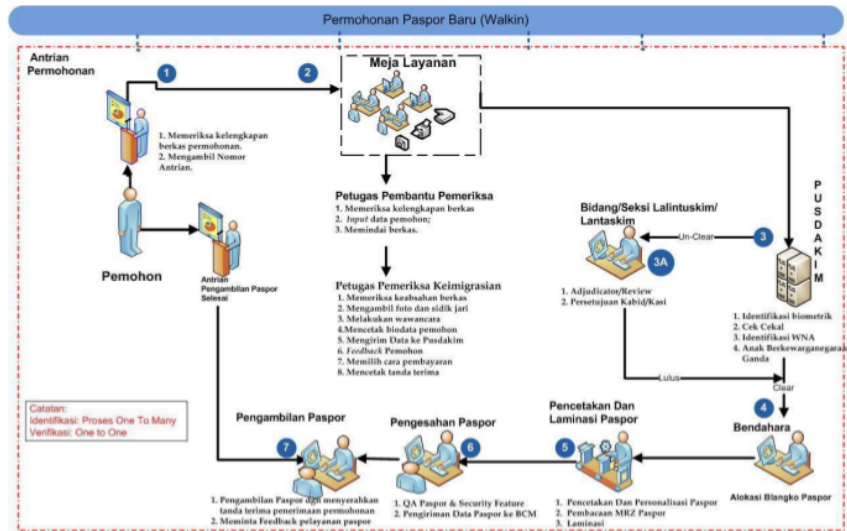 Permohonan Paspor Baru (Walkin)
Antrian
Permohonan
1
2
Meja Layanan
1. Memeriksa kelengkapan
berkas permohonan.
2. Mengambil Nomor
Antrian.
Pemohon
Antrian
Pengambilan Paspor
Selesai
Petugas Pembantu Pemeriksa
1. Memeriksa kelengkapan berkas
2. Input data pemohon;
3. Memindai berkas.
Petugas Pemeriksa Keimigrasian
1. Memeriksa keabsahan berkas
2. Mengambil foto dan sidik jari
3. Melakukan wawancara
4.Mencetak biodata pemohon
5. Mengirim Data ke Pusdakim
6. Feedback Pemohon
7. Memilih cara pembayaran
8. Mencetak tanda terima
Bidang/Seksi Lalintuskim/
Lantaskim
Un-Clear
3
3A
1. Adjudicator/Review
2. Persetujuan Kabid/Kasi
PUSDAKIM
1. Identifikasi biometrik
2. Cek Cekal
3. Identifikasi WNA
4. Anak Berkewarganegaraan
Ganda
Lulus
Clear
4
Bendahara
Alokasi Blangko Paspor
Pencetakan Dan
Laminasi Paspor
5
1. Pencetakan Dan Personalisasi Paspor
2. Pembacaan MRZ Paspor
3. Laminasi
Pengesahan Paspor
6
1. QA Paspor & Security Feature
2. Pengiriman Data Paspor ke BCM
Pengambilan Paspor
7
1. Pengambilan Paspor dgn menyerahkan
tanda terima penerimaan permohonan
2. Meminta Feedback pelayanan paspor
Catatan:
Identifikasi: Proses One To Many
Verifikasi: One to One